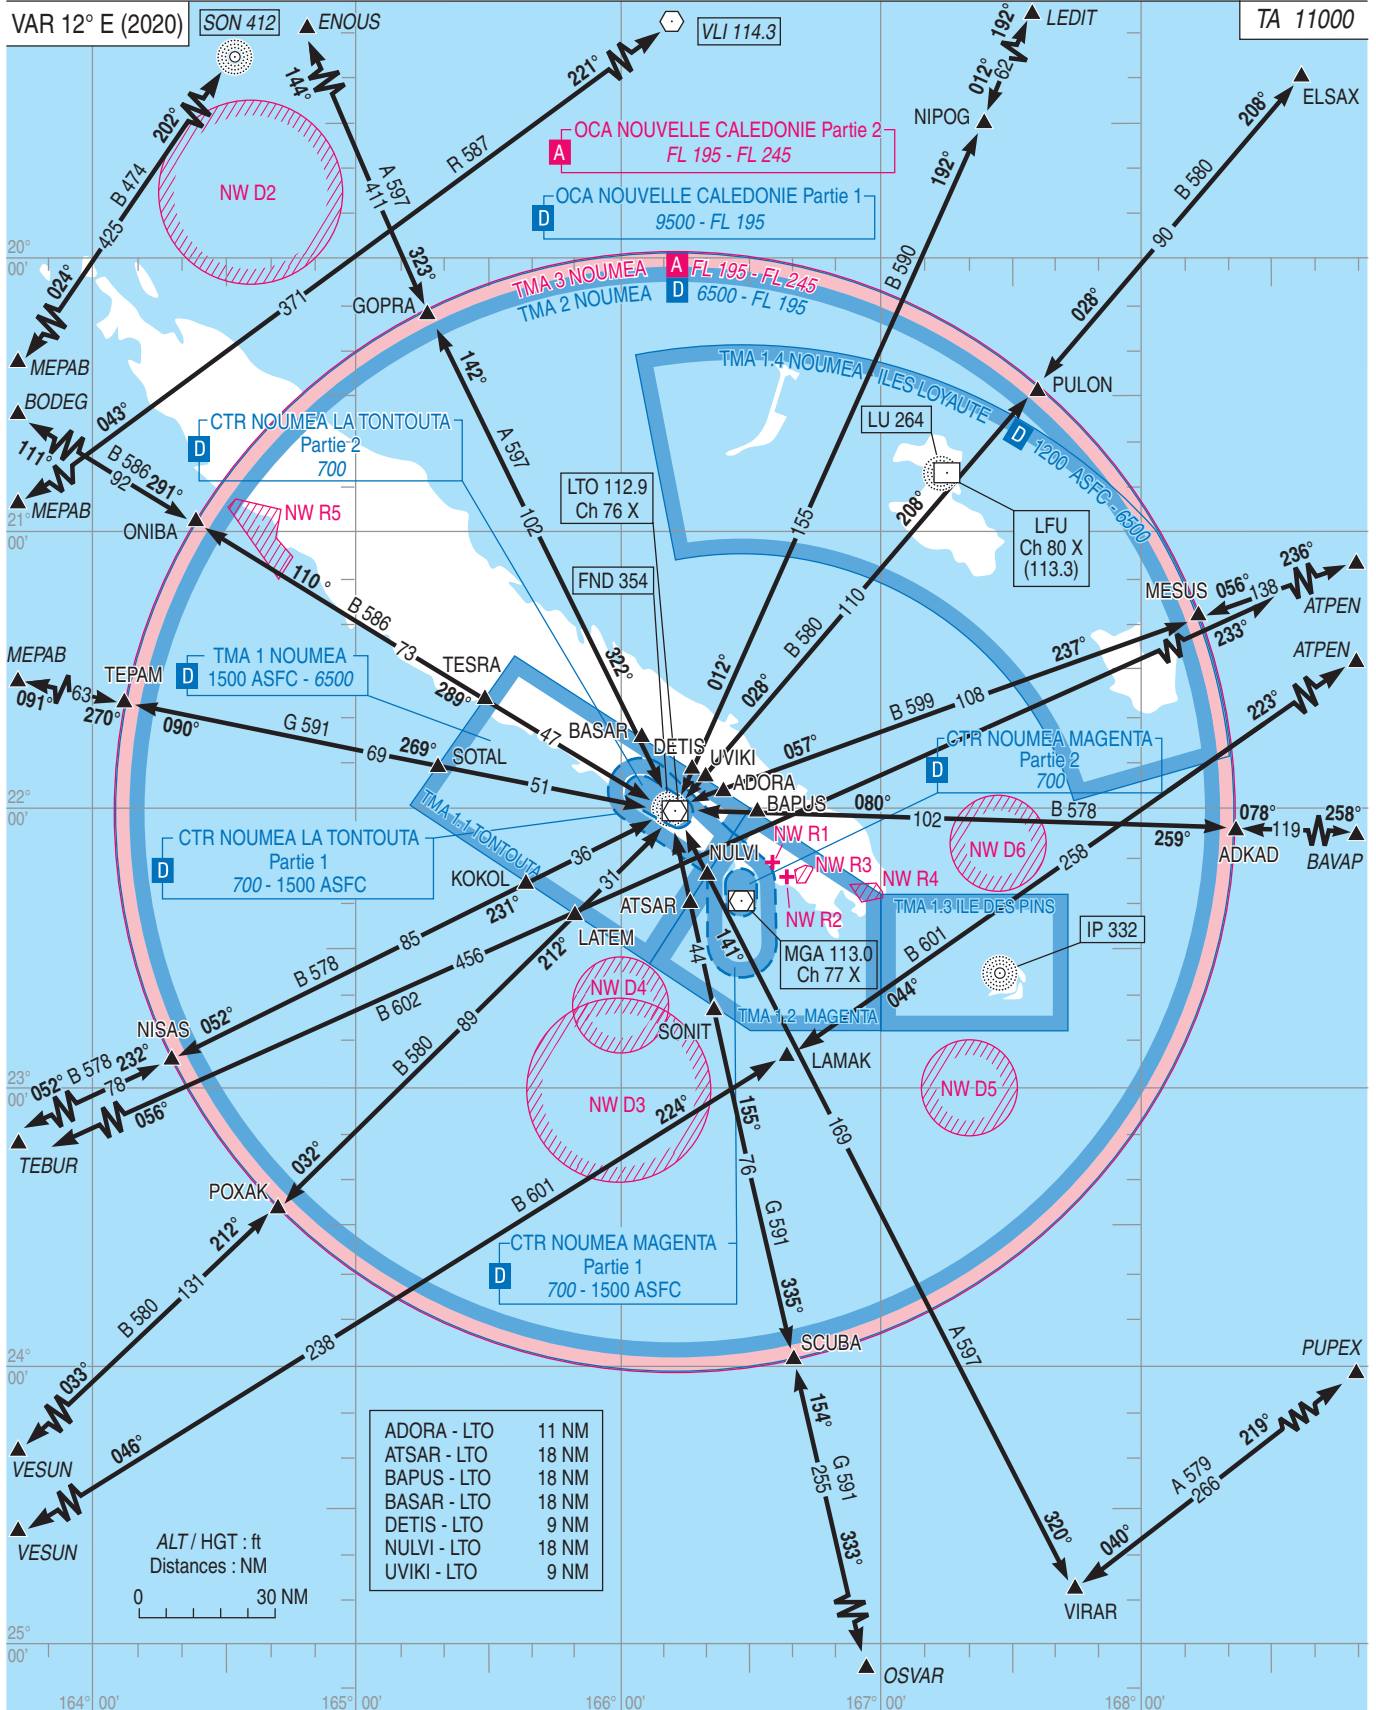 VAR 12° E (2020)
SON 412
ENOUS
VLI 114.3
LEDIT
TA 11000
192°
62
012°
ELSAX
144°
221°
202°
208°
NIPOG
OCA NOUVELLE CALEDONIE Partie 2
A
FL 195 - FL 245
R 587
A 597
411
192°
B 580
90
B 474
425
NW D2
OCA NOUVELLE CALEDONIE Partie 1
D
9500 - FL 195
20°
00'
024°
323°
B 590
TMA 3 NOUMEA
A
FL 195 - FL 245
TMA 2 NOUMEA
D
6500 - FL 195
371
GOPRA
028°
MEPAB
142°
TMA 1.4 NOUMEA - ILES LOYAUTE
D
1200 ASFC - 6500
PULON
BODEG
043°
CTR NOUMEA LA TONTOUTA
D
Partie 2
700
LU 264
111°
B 586
92
291°
A 597
102
MEPAB
LTO 112.9
Ch 76 X
208°
NW R5
ONIBA
155
LFU
Ch 80 X
(113.3)
21°
00'
236°
110°
FND 354
MESUS
056°
138
ATPEN
B 586
73
110
B 580
233°
237°
ATPEN
MEPAB
TMA 1 NOUMEA
D
1500 ASFC - 6500
TESRA
322°
012°
028°
TEPAM
63
091°
270°
090°
289°
B 599
108
223°
G 591
69
269°
SOTAL
47
BASAR
DETIS
UVIKI
057°
CTR NOUMEA MAGENTA
D
Partie 2
700
51
ADORA
BAPUS
080°
102
B 578
22°
00'
TMA 1.1 TONTOUTA
078°
119
258°
259°
ADKAD
BAVAP
NW R1
NW D6
258
CTR NOUMEA LA TONTOUTA
D
Partie 1
700 - 1500 ASFC
36
NULVI
NW R3
NW R4
KOKOL
31
231°
ATSAR
NW R2
TMA 1.3 ILE DES PINS
LATEM
IP 332
85
B 578
456
212°
44
141°
MGA 113.0
Ch 77 X
B 601
NW D4
044°
B 602
052°
NISAS
89
SONIT
TMA 1.2 MAGENTA
B 580
LAMAK
232°
B 578
78
052°
23°
00'
NW D3
NW D5
056°
224°
155°
169
TEBUR
032°
76
POXAK
B 601
G 591
212°
CTR NOUMEA MAGENTA
D
Partie 1
700 - 1500 ASFC
131
B 580
335°
238
SCUBA
A 597
PUPEX
24°
00'
033°
154°
219°
046°
G 591
255
A 579
266
VESUN
ADORA - LTO 11 NM
ATSAR - LTO 18 NM
BAPUS - LTO 18 NM
BASAR - LTO 18 NM
DETIS - LTO 9 NM
NULVI - LTO 18 NM
UVIKI - LTO 9 NM
VESUN
320°
040°
333°
ALT / HGT : ft
Distances : NM
0 30 NM
VIRAR
25°
00'
OSVAR
164° 00'
165° 00'
166° 00'
167° 00'
168° 00'